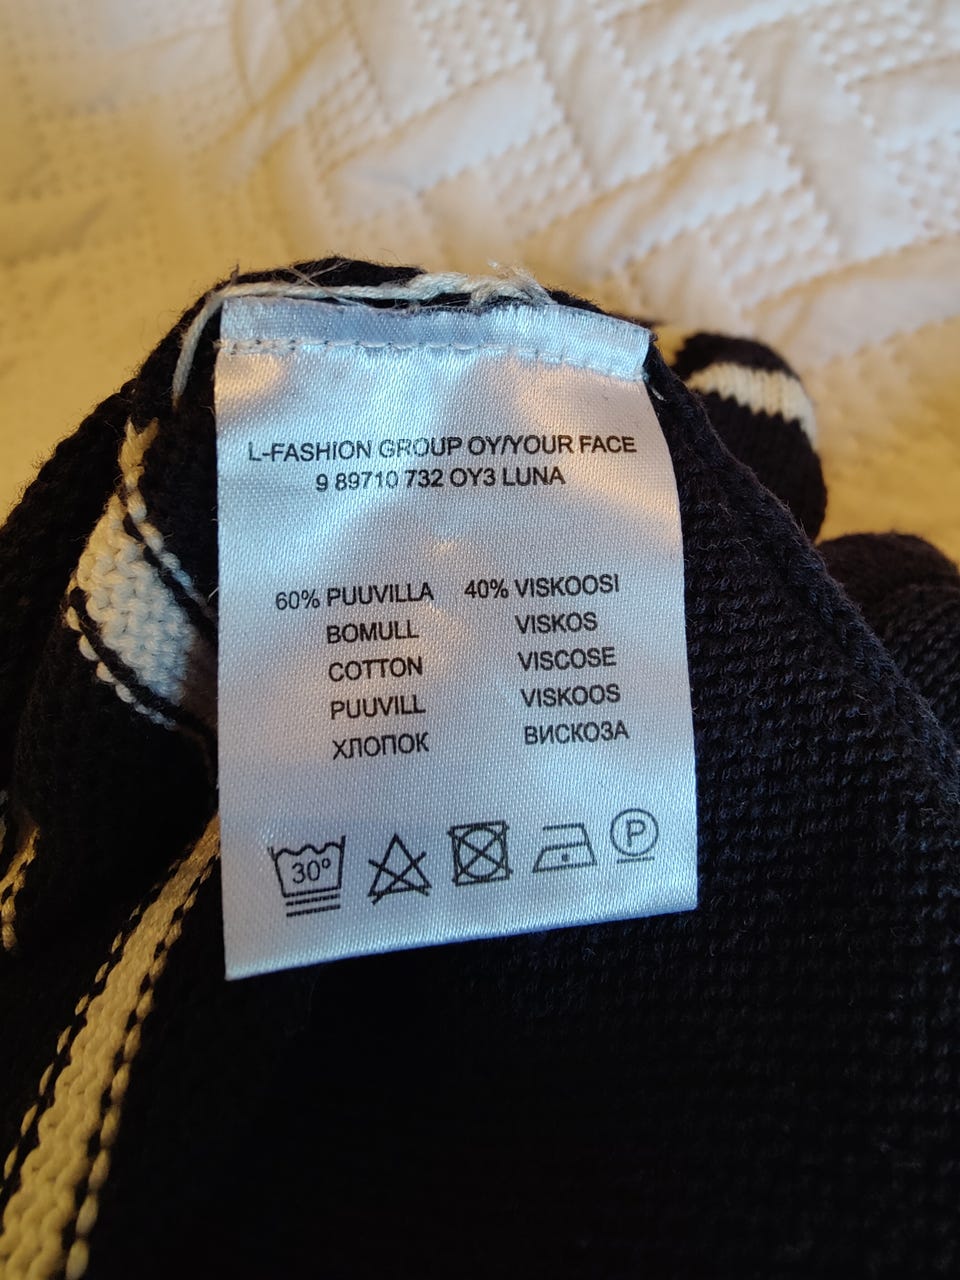 L-FASHION GROUP OY/YOUR FACE
9 89710 732 OY3 LUNA
60% PUUVILLA 40% VISKOOSI
BOMULL VISKOS
COTTON VISCOSE
PUUVILL VISKOOS
ХЛОПОК ВИСКОЗА
30° P